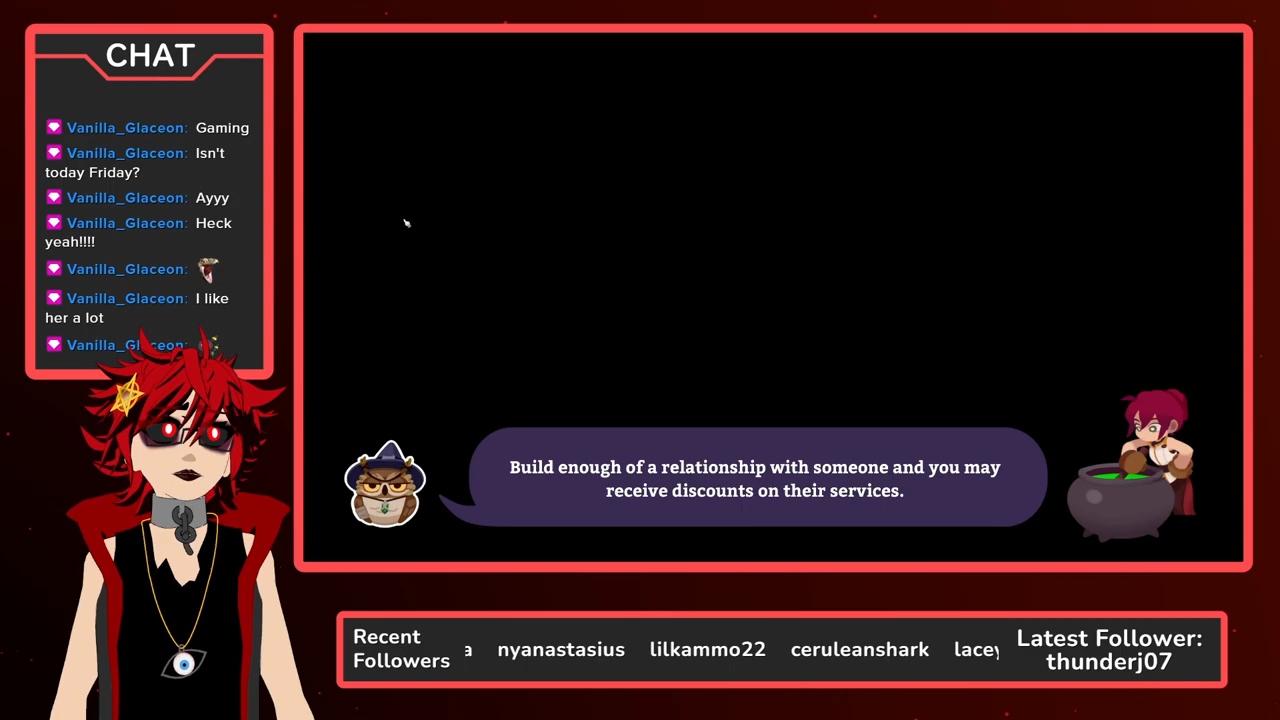 CHAT
Vanilla_Glaceon: Gaming
Vanilla_Glaceon: Isn't
today Friday?
Vanilla_Glaceon: Ayyy
Vanilla_Glaceon: Heck
yeah!!!!
Vanilla_Glaceon:
Vanilla_Glaceon: I like
her a lot
Build enough of a relationship with someone and you may
receive discounts on their services.
Recent
Followers
a nyanastasius lilkammo22 ceruleanshark lacey
Latest Follower:
thunderj07